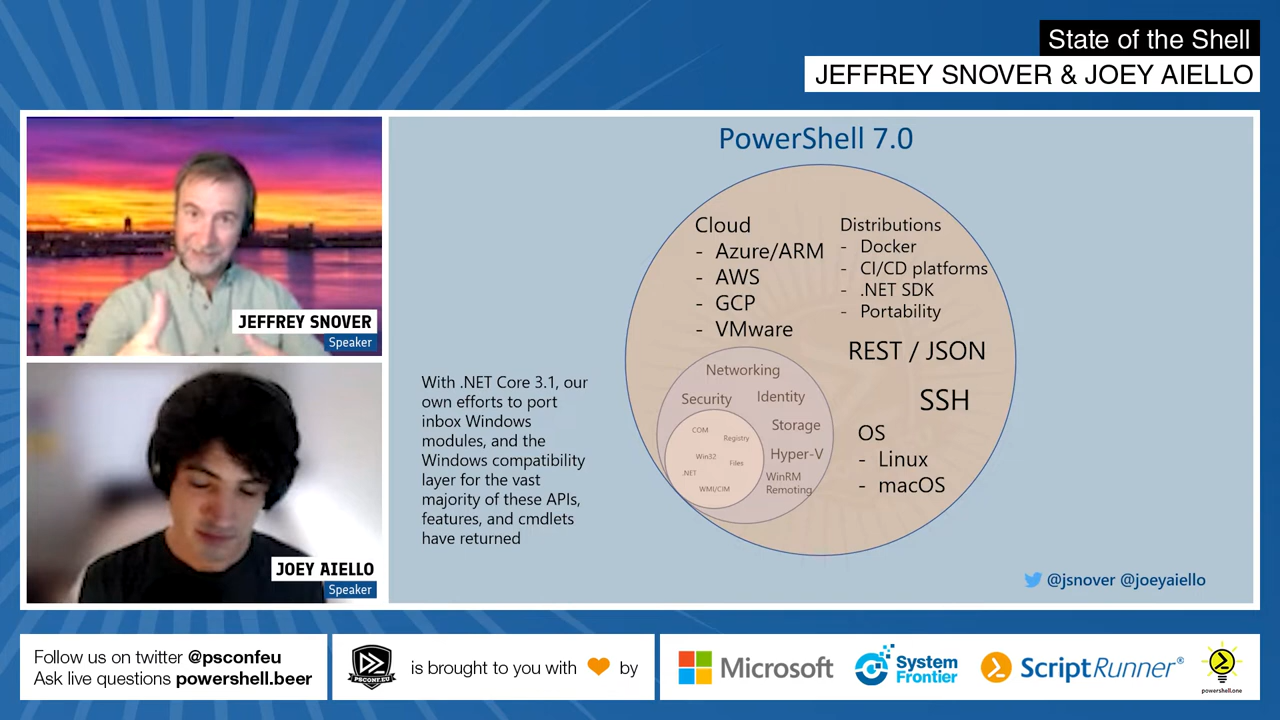 State of the Shell
JEFFREY SNOVER & JOEY AIELLO
JEFFREY SNOVER
Speaker
JOEY AIELLO
Speaker
PowerShell 7.0
With .NET Core 3.1, our
own efforts to port
inbox Windows
modules, and the
Windows compatibility
layer for the vast
majority of these APIs,
features, and cmdlets
have returned
Cloud
- Azure/ARM
- AWS
- GCP
- VMware
Distributions
- Docker
- CI/CD platforms
- .NET SDK
- Portability
REST / JSON
SSH
OS
- Linux
- macOS
Networking
Security
Identity
Storage
Hyper-V
WinRM
Remoting
COM
Registry
Win32
Files
.NET
WMI/CIM
@jsnover @joeyaiello
Follow us on twitter @psconfeu
Ask live questions powershell.beer
PSCONF.EU
is brought to you with
by
Microsoft
System
Frontier
ScriptRunner®
powershell.one